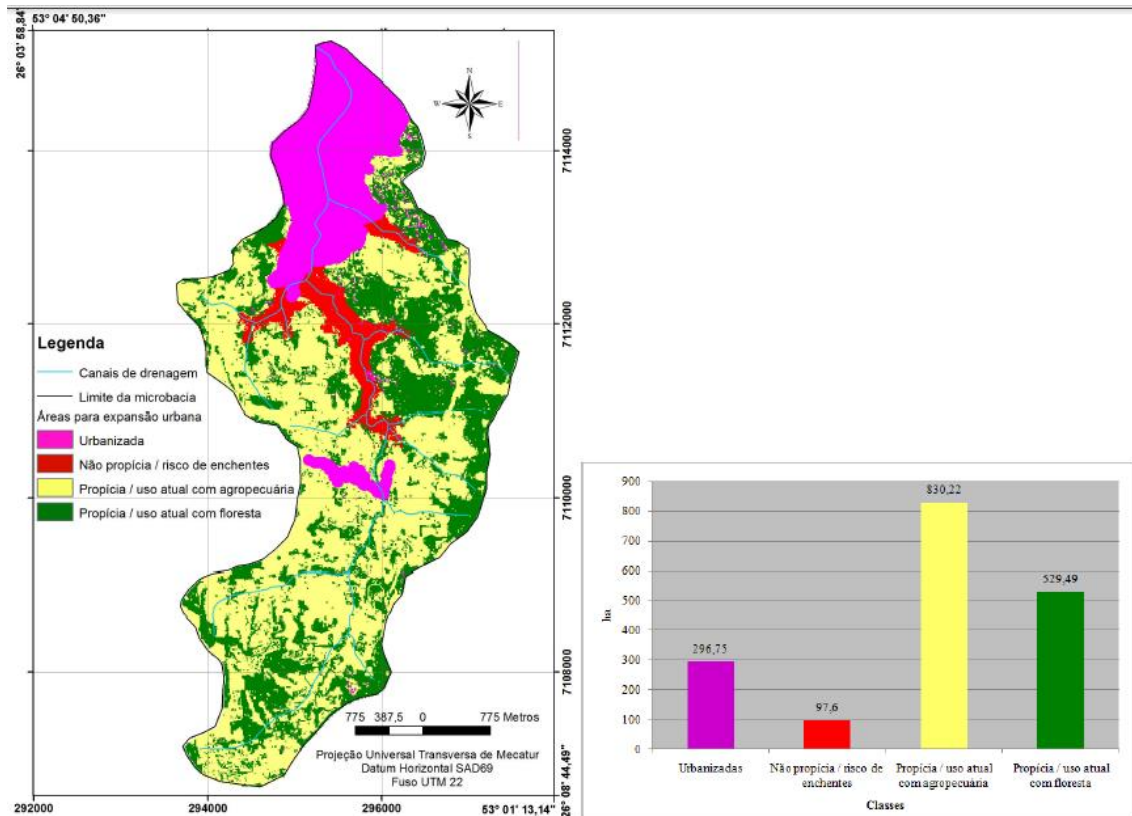 53° 04' 50,36"
26° 03' 58,84"
N
W
E
S
7114000
7112000
7110000
7108000
Legenda
Canais de drenagem
Limite da microbacia
Áreas para expansão urbana
Urbanizada
Não propícia / risco de enchentes
Propícia / uso atual com agropecuária
Propícia / uso atual com floresta
775 387,5 0 775 Metros
Projeção Universal Transversa de Mecatur
Datum Horizontal SAD69
Fuso UTM 22
26° 08' 44,49"
292000
294000
296000
53° 01' 13,14"
900
800
700
600
500
400
300
200
100
0
ha
296,75
97,6
830,22
529,49
Urbanizadas
Não propícia / risco de
enchentes
Propícia / uso atual
com agropecuária
Propícia / uso atual
com floresta
Classes